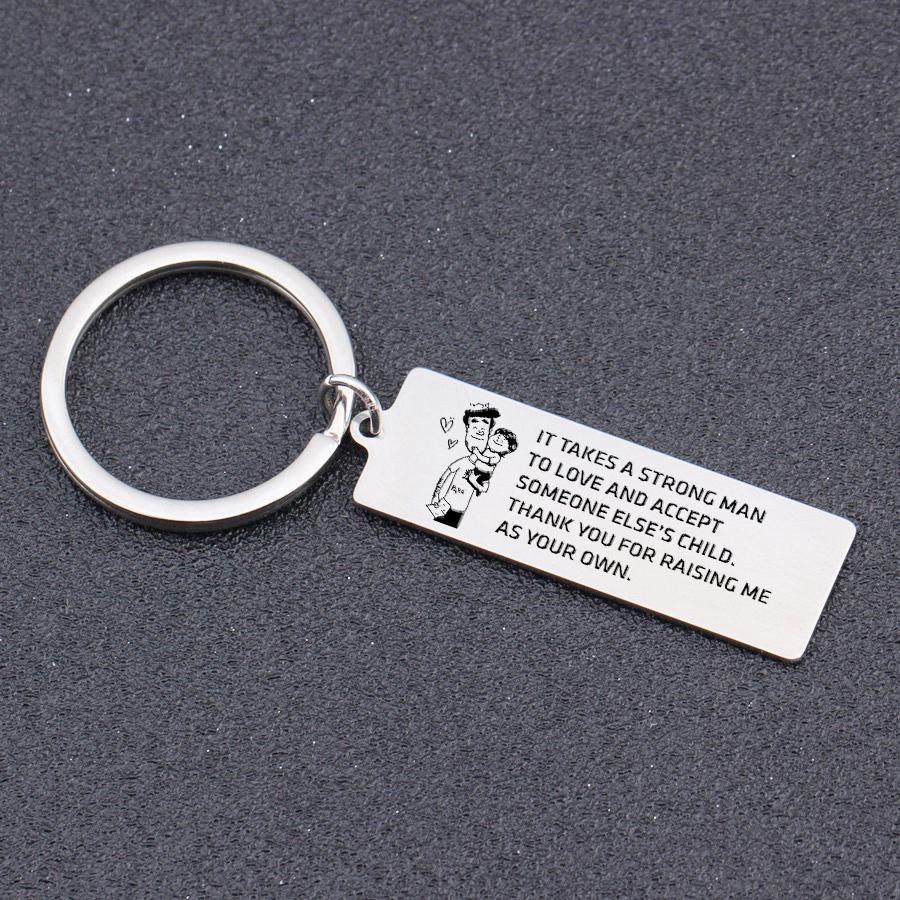 IT TAKES A STRONG MAN
TO LOVE AND ACCEPT
SOMEONE ELSE'S CHILD.
THANK YOU FOR RAISING ME
AS YOUR OWN.